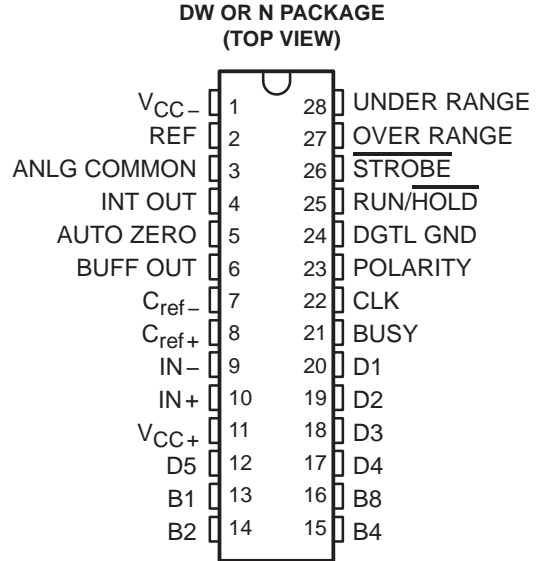 DW OR N PACKAGE
(TOP VIEW)
VCC− 1 28 UNDER RANGE
REF 2 27 OVER RANGE
ANLG COMMON 3 26 STROBE
INT OUT 4 25 RUN/HOLD
AUTO ZERO 5 24 DGTL GND
BUFF OUT 6 23 POLARITY
Cref− 7 22 CLK
Cref+ 8 21 BUSY
IN− 9 20 D1
IN+ 10 19 D2
VCC+ 11 18 D3
D5 12 17 D4
B1 13 16 B8
B2 14 15 B4